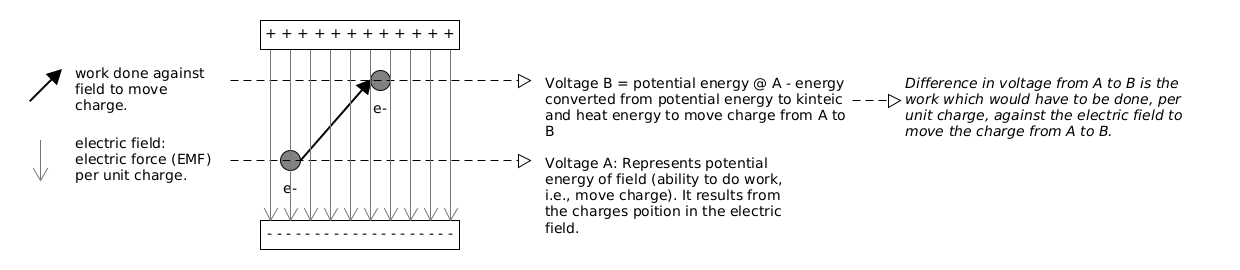 + + + + + + + + + + + + +
work done against
field to move
charge.
e-
electric field:
electric force (EMF)
per unit charge.
e-
- - - - - - - - - - - - - - - - - - -
Voltage B = potential energy @ A - energy
converted from potential energy to kinteic
and heat energy to move charge from A to
B
Difference in voltage from A to B is the
work which would have to be done, per
unit charge, against the electric field to
move the charge from A to B.
Voltage A: Represents potential
energy of field (ability to do work,
i.e., move charge). It results from
the charges poition in the electric
field.